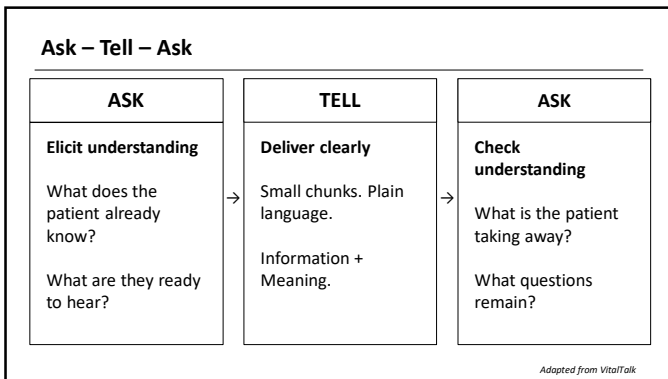 Ask – Tell – Ask
ASK
Elicit understanding
What does the
patient already
know?
What are they ready
to hear?
→
TELL
Deliver clearly
Small chunks. Plain
language.
Information +
Meaning.
→
ASK
Check
understanding
What is the patient
taking away?
What questions
remain?
Adapted from VitalTalk